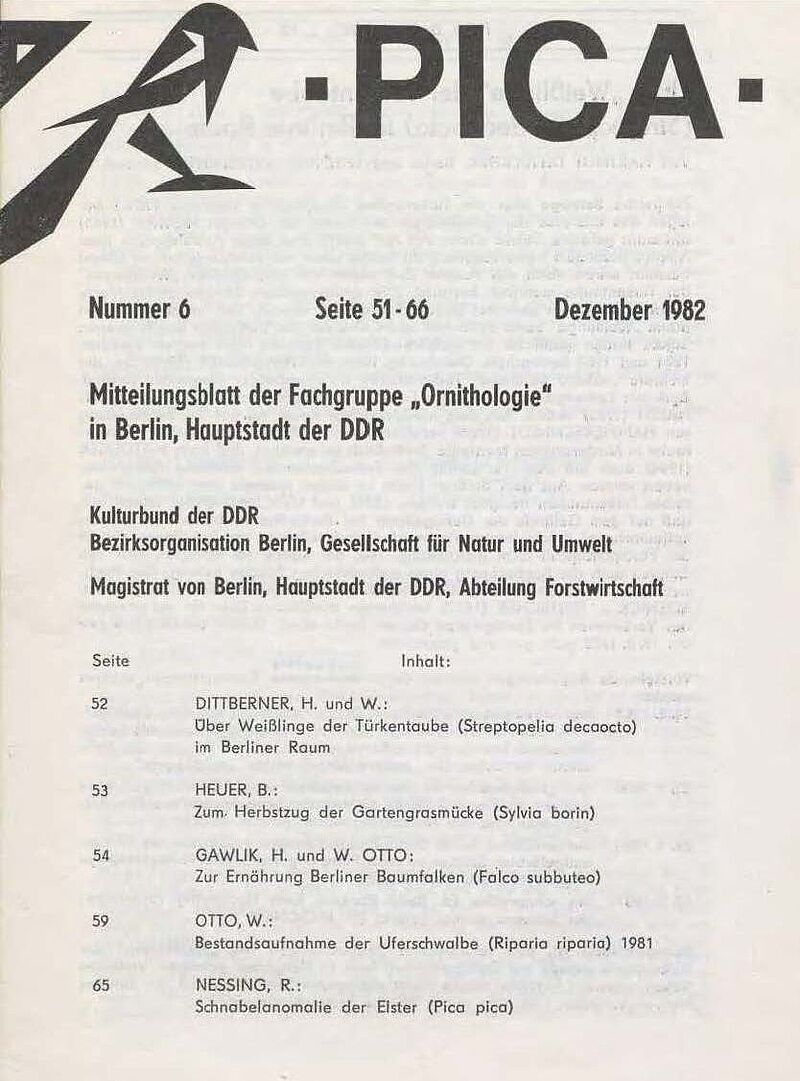 · PICA ·
Nummer 6 Seite 51-66 Dezember 1982
Mitteilungsblatt der Fachgruppe „Ornithologie“
in Berlin, Hauptstadt der DDR
Kulturbund der DDR
Bezirksorganisation Berlin, Gesellschaft für Natur und Umwelt
Magistrat von Berlin, Hauptstadt der DDR, Abteilung Forstwirtschaft
Seite Inhalt:
52 DITTBERNER, H. und W.:
Über Weißlinge der Türkentaube (Streptopelia decaocto)
im Berliner Raum
53 HEUER, B.:
Zum Herbstzug der Gartengrasmücke (Sylvia borin)
54 GAWLIK, H. und W. OTTO:
Zur Ernährung Berliner Baumfalken (Falco subbuteo)
59 OTTO, W.:
Bestandsaufnahme der Uferschwalbe (Riparia riparia) 1981
65 NESSING, R.:
Schnabelanomalie der Elster (Pica pica)